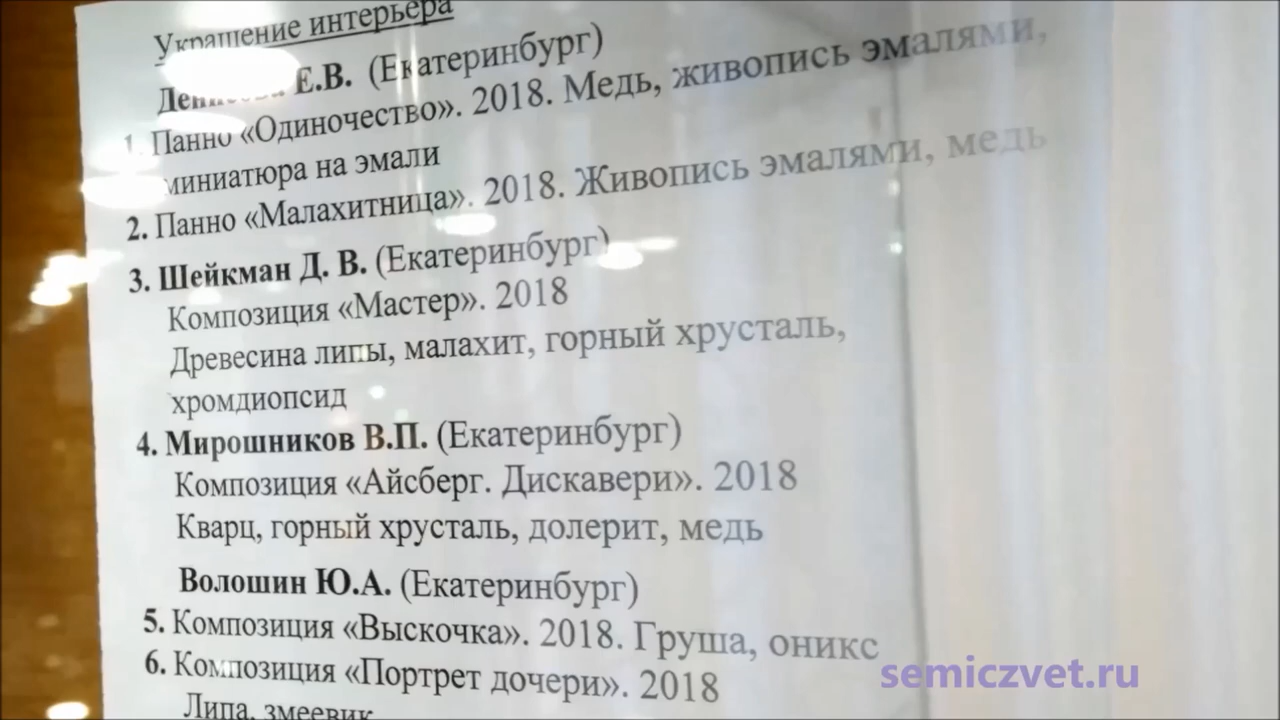 Украшение интерьера
Е.В. (Екатеринбург)
1. Панно «Одиночество». 2018. Медь, живопись эмалями,
миниатюра на эмали
2. Панно «Малахитница». 2018. Живопись эмалями, медь
3. Шейкман Д. В. (Екатеринбург)
Композиция «Мастер». 2018
Древесина липы, малахит, горный хрусталь,
хромдиопсид
4. Мирошников В.П. (Екатеринбург)
Композиция «Айсберг. Дискавери». 2018
Кварц, горный хрусталь, долерит, медь
Волошин Ю.А. (Екатеринбург)
5. Композиция «Выскочка». 2018. Груша, оникс
6. Композиция «Портрет дочери». 2018
Липа, змеевик
semiczvet.ru